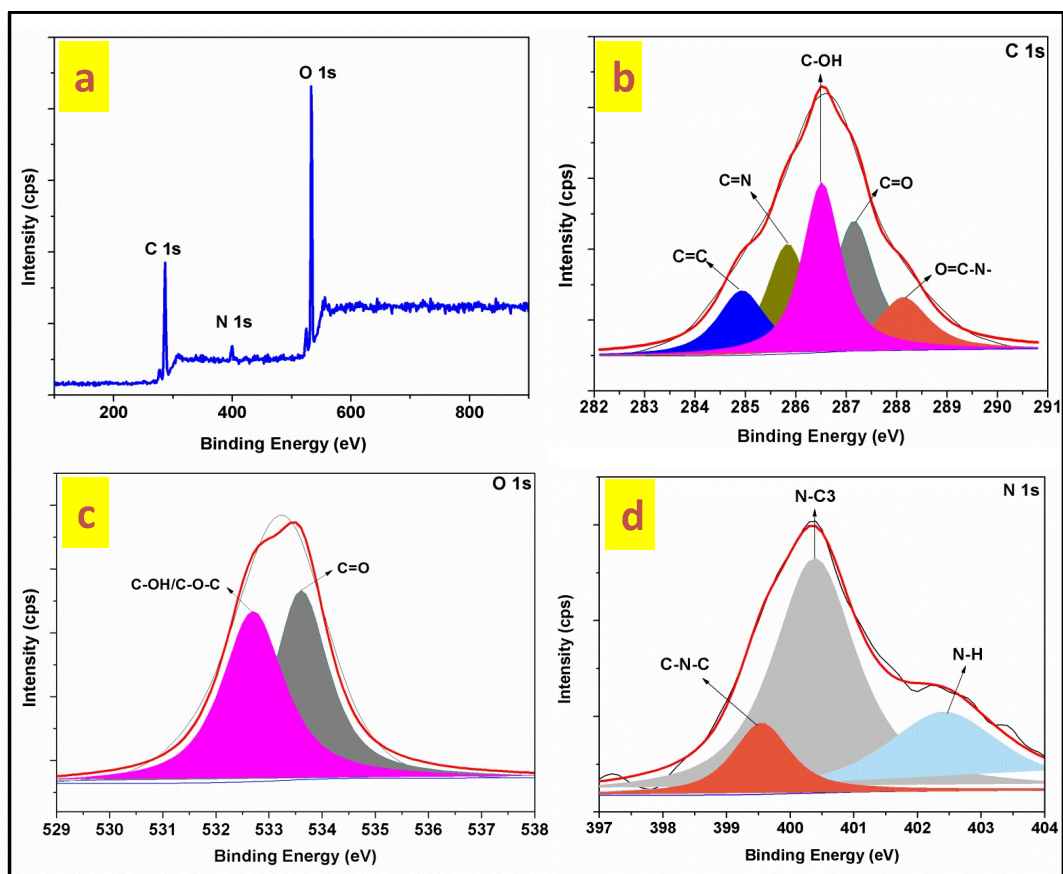 a
O 1s
C 1s
N 1s
Intensity (cps)
200 400 600 800
Binding Energy (eV)
b
C 1s
C-OH
C=N
C=O
C=C
O=C-N-
Intensity (cps)
282 283 284 285 286 287 288 289 290 291
Binding Energy (eV)
c
O 1s
C-OH/C-O-C
C=O
Intensity (cps)
529 530 531 532 533 534 535 536 537 538
Binding Energy (eV)
d
N 1s
N-C3
C-N-C
N-H
Intensity (cps)
397 398 399 400 401 402 403 404
Binding Energy (eV)